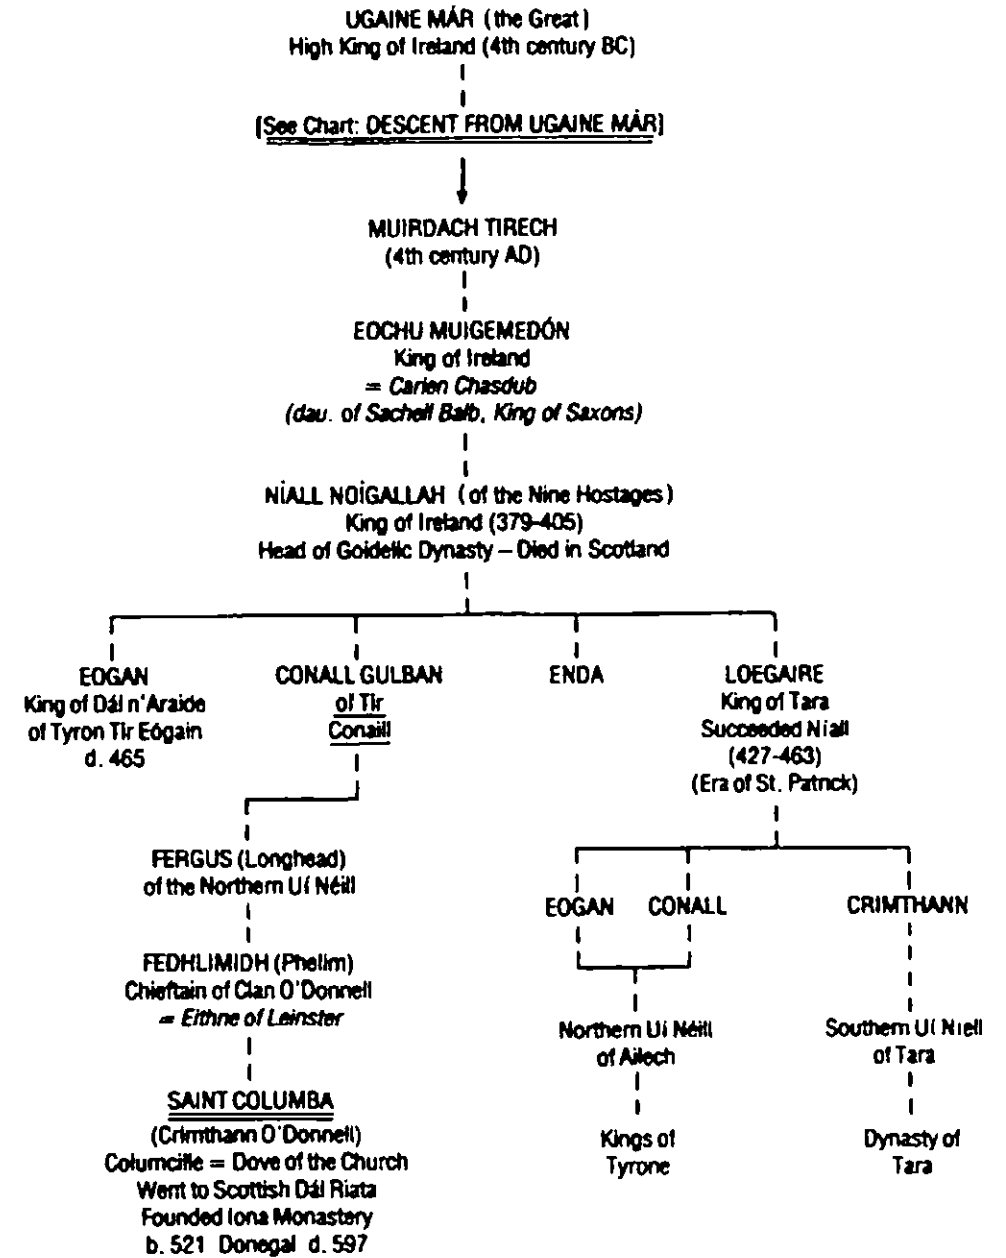 UGAINE MÁR (the Great)
High King of Ireland (4th century BC)
[See Chart: DESCENT FROM UGAINE MÁR]
MUIRDACH TIRECH
(4th century AD)
EOCHU MUIGEMEDÓN
King of Ireland
= Carien Chasdub
(dau. of Sachell Balb, King of Saxons)
NÍALL NOÍGALLAH (of the Nine Hostages)
King of Ireland (379-405)
Head of Goidelic Dynasty – Died in Scotland
EOGAN
King of Dál n'Araide
of Tyron Tir Eógain
d. 465
CONALL GULBAN
of Tir
Conaill
ENDA
LOEGAIRE
King of Tara
Succeeded Niall
(427-463)
(Era of St. Patrick)
FERGUS (Longhead)
of the Northern Uí Néill
FEDHLIMIDH (Phelim)
Chieftain of Clan O'Donnell
= Eithne of Leinster
SAINT COLUMBA
(Crimthann O'Donnell)
Columcille = Dove of the Church
Went to Scottish Dál Riata
Founded Iona Monastery
b. 521 Donegal d. 597
EOGAN
CONALL
CRIMTHANN
Northern Uí Néill
of Ailech
Kings of
Tyrone
Southern Uí Niell
of Tara
Dynasty of
Tara